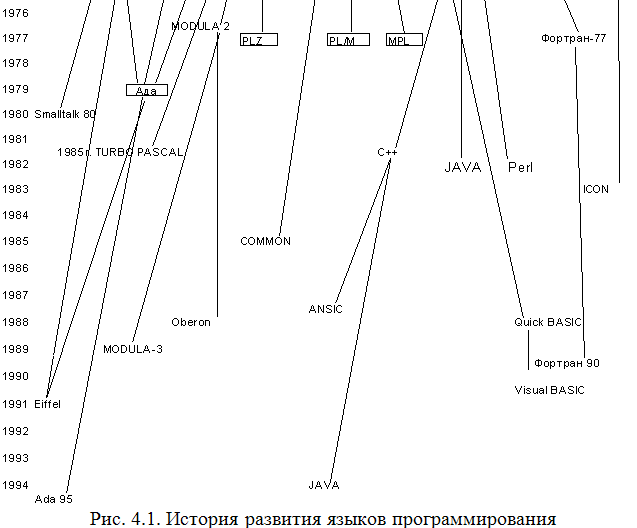 1976
MODULA 2
1977 PLZ PL/M MPL Фортран-77
1978
1979 Ада
1980 Smalltalk 80
1981
1985г. TURBO PASCAL C++
1982 JAVA Perl
1983 ICON
1984
1985 COMMON
1986
1987
ANSIC
1988 Oberon Quick BASIC
1989 MODULA-3
Фортран 90
1990
Visual BASIC
1991 Eiffel
1992
1993
1994 JAVA
Ada 95
Рис. 4.1. История развития языков программирования